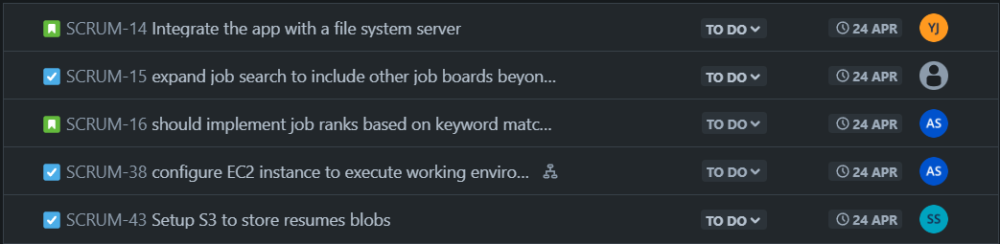 SCRUM-14 Integrate the app with a file system server TO DO 24 APR YJ
SCRUM-15 expand job search to include other job boards beyon... TO DO 24 APR
SCRUM-16 should implement job ranks based on keyword matc... TO DO 24 APR AS
SCRUM-38 configure EC2 instance to execute working enviro... TO DO 24 APR AS
SCRUM-43 Setup S3 to store resumes blobs TO DO 24 APR SS